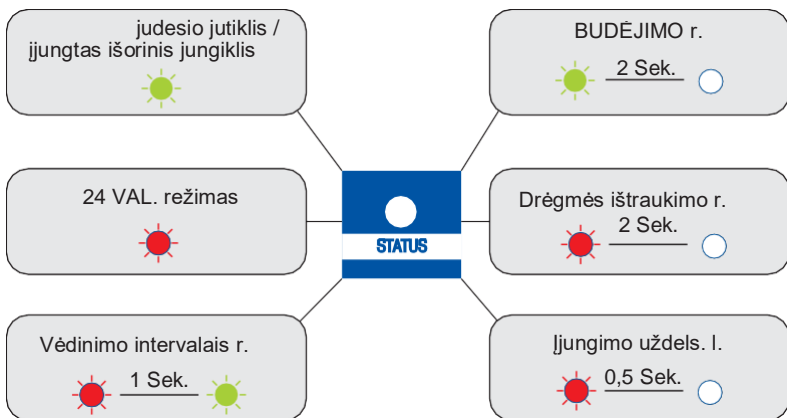 judesio jutiklis /
įjungtas išorinis jungiklis
BUDĖJIMO r.
2 Sek.
24 VAL. režimas
STATUS
Drėgmės ištraukimo r.
2 Sek.
Vėdinimo intervalais r.
1 Sek.
Įjungimo uždels. l.
0,5 Sek.